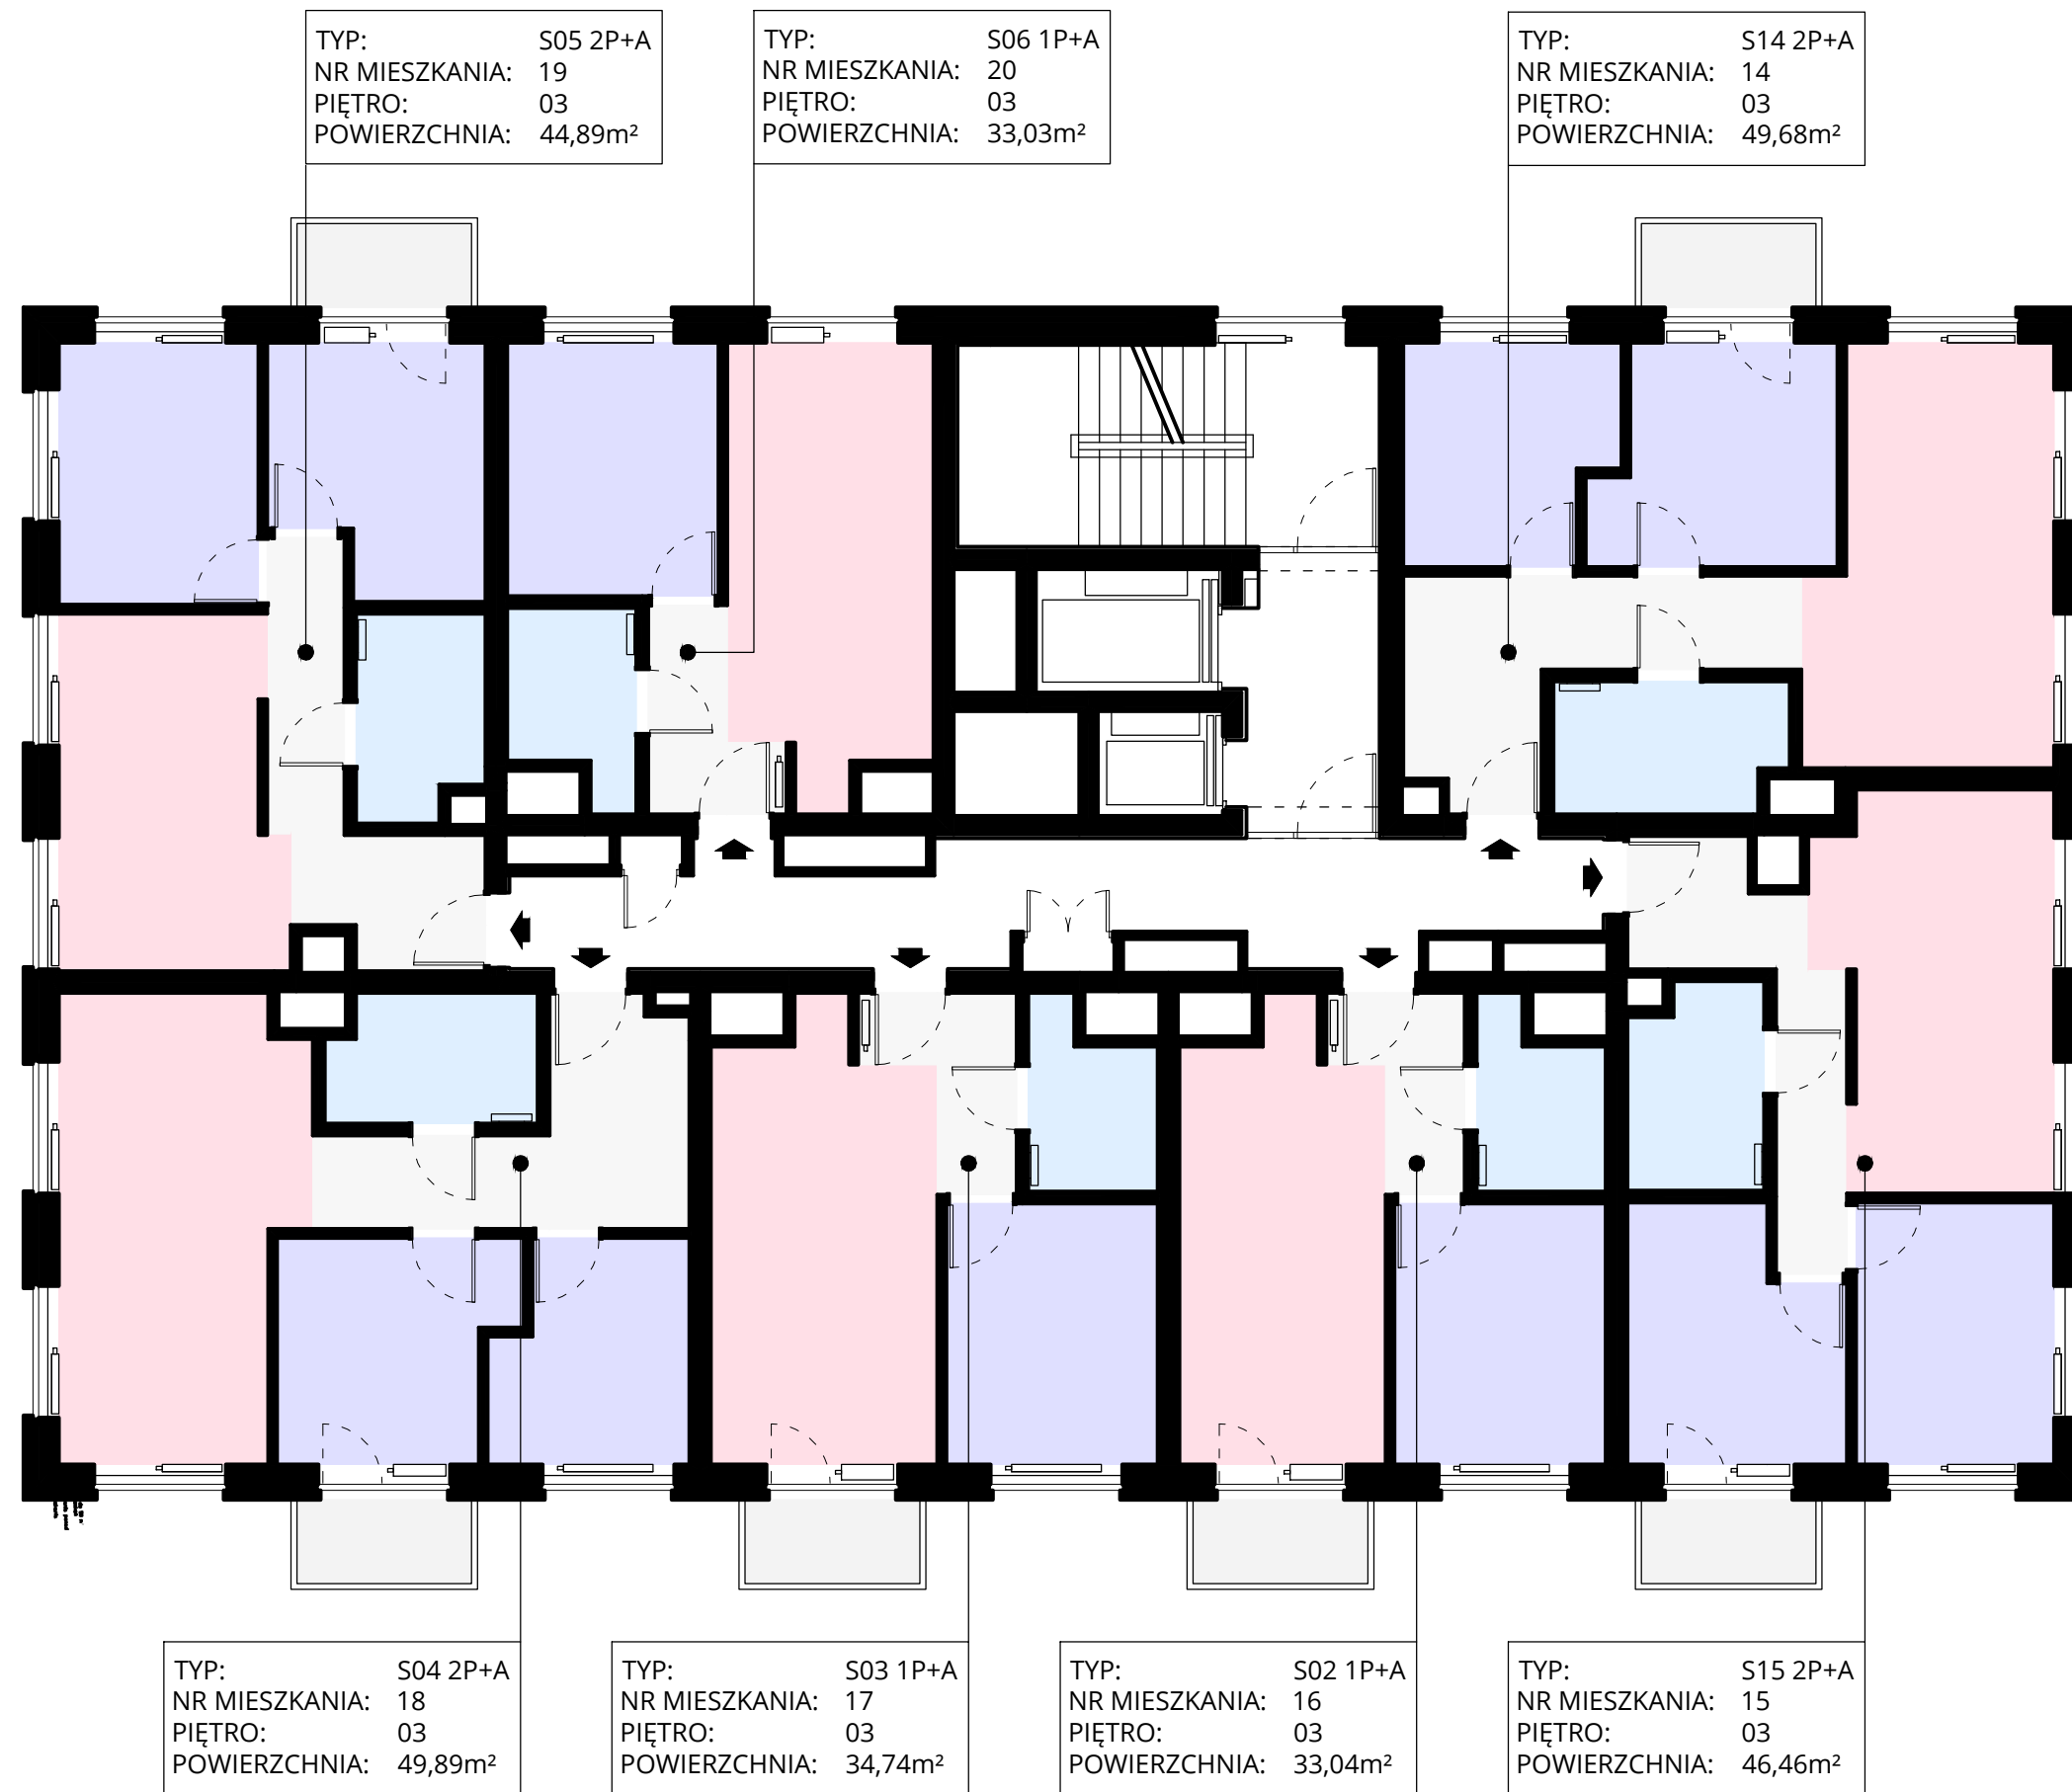 TYP: S05 2P+A
NR MIESZKANIA: 19
PIĘTRO: 03
POWIERZCHNIA: 44,89m²
TYP: S06 1P+A
NR MIESZKANIA: 20
PIĘTRO: 03
POWIERZCHNIA: 33,03m²
TYP: S14 2P+A
NR MIESZKANIA: 14
PIĘTRO: 03
POWIERZCHNIA: 49,68m²
TYP: S04 2P+A
NR MIESZKANIA: 18
PIĘTRO: 03
POWIERZCHNIA: 49,89m²
TYP: S03 1P+A
NR MIESZKANIA: 17
PIĘTRO: 03
POWIERZCHNIA: 34,74m²
TYP: S02 1P+A
NR MIESZKANIA: 16
PIĘTRO: 03
POWIERZCHNIA: 33,04m²
TYP: S15 2P+A
NR MIESZKANIA: 15
PIĘTRO: 03
POWIERZCHNIA: 46,46m²